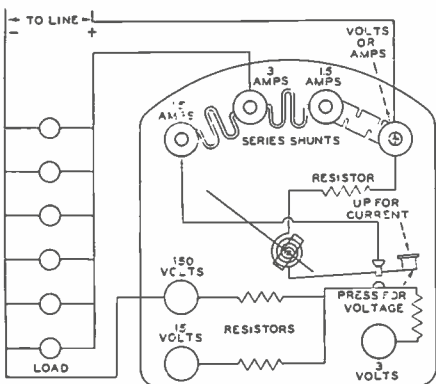 TO LINE
- +
VOLTS
OR
AMPS
3
AMPS
1.5
AMPS
15
AMPS
SERIES SHUNTS
RESISTOR
UP FOR
CURRENT
150
VOLTS
PRESS FOR
VOLTAGE
RESISTORS
15
VOLTS
3
VOLTS
LOAD